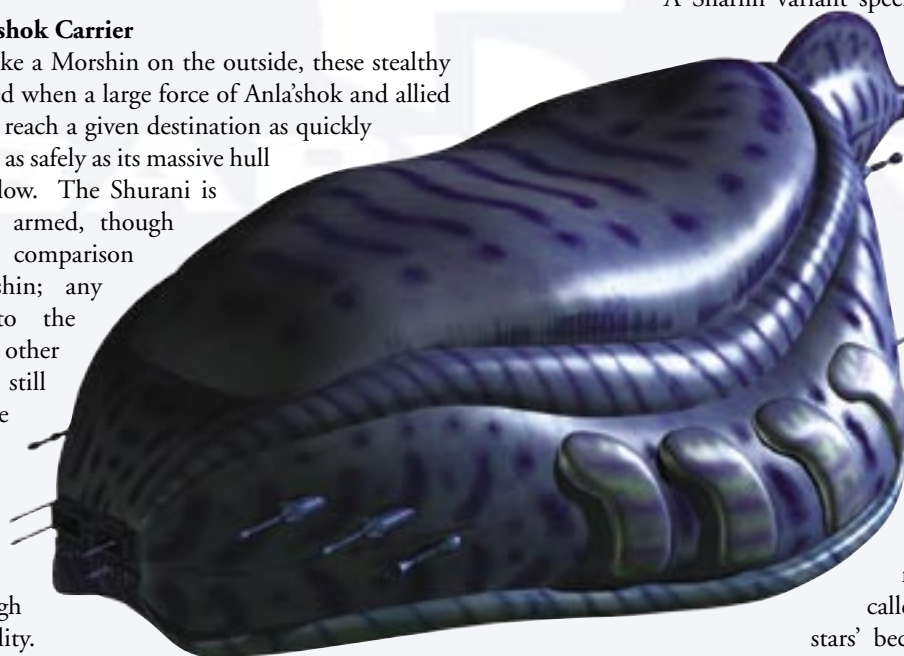 shok Carrier
ke a Morshin on the outside, these stealthy
ed when a large force of Anla'shok and allied
reach a given destination as quickly
as safely as its massive hull
low. The Shurani is
armed, though
comparison
shin; any
to the
other
still
e
gh
lity.
A Sharlin variant spec
calle
stars' bec